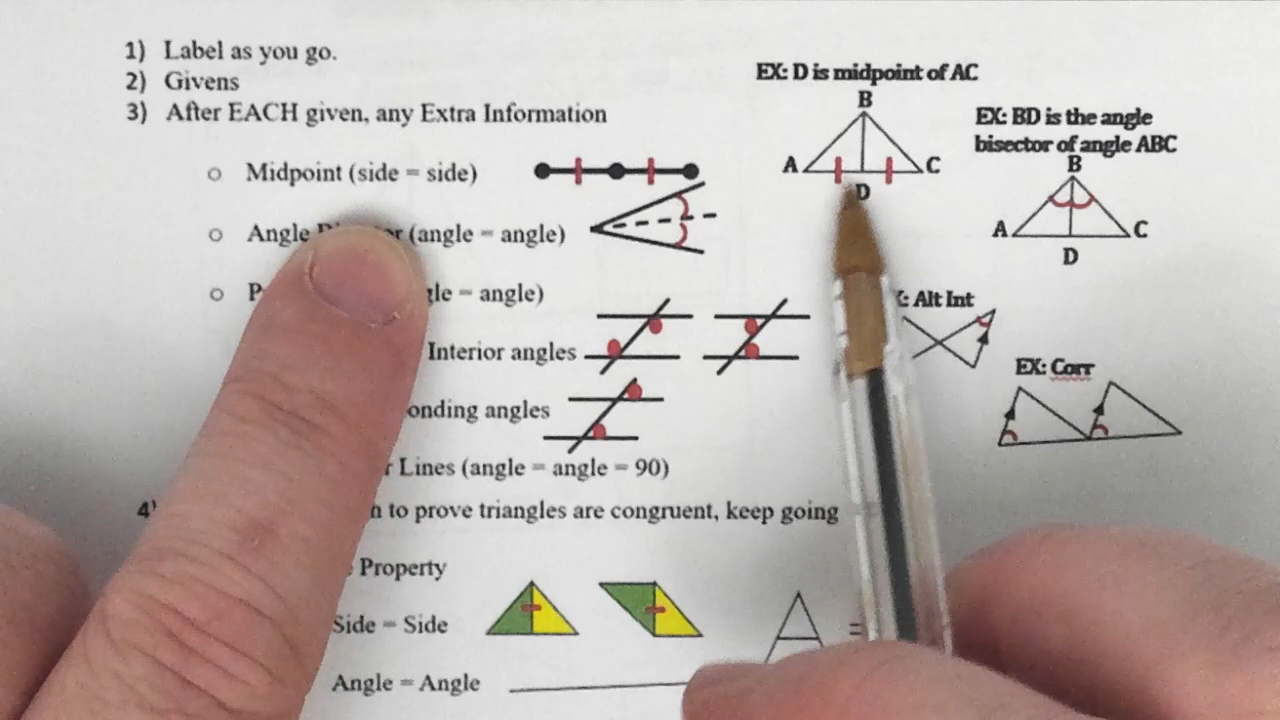 1) Label as you go.
2) Givens
3) After EACH given, any Extra Information
Midpoint (side = side)
Angle (angle = angle)
angle)
Interior angles
angles
Lines (angle = angle = 90)
4)
to prove triangles are congruent, keep going
Property
Side = Side
Angle = Angle
EX: D is midpoint of AC
B
A
C
D
EX: BD is the angle
bisector of angle ABC
B
A
C
D
Alt Int
EX: Corr
=